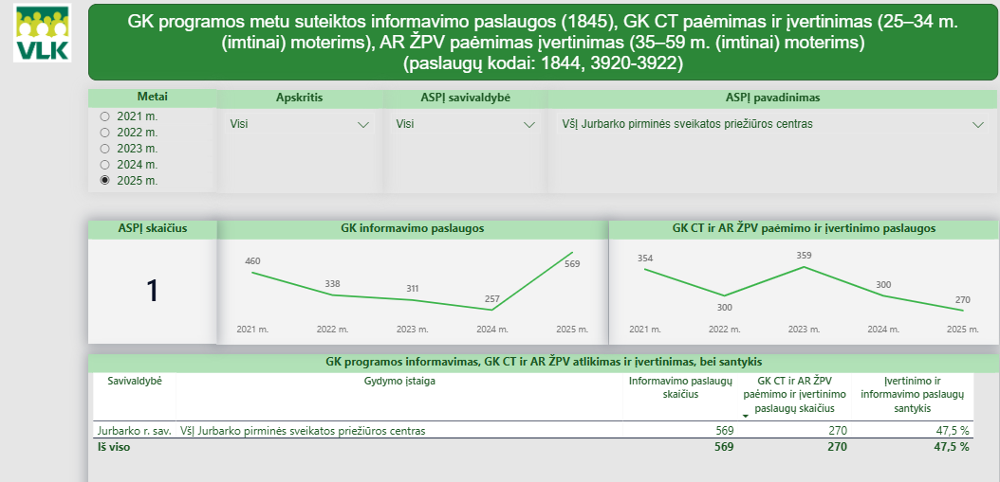 VLK
GK programos metu suteiktos informavimo paslaugos (1845), GK CT paėmimas ir įvertinimas (25–34 m.
(imtinai) moterims), AR ŽPV paėmimas įvertinimas (35–59 m. (imtinai) moterims)
(paslaugų kodai: 1844, 3920-3922)
Metai
Apskritis
ASPĮ savivaldybė
ASPĮ pavadinimas
2021 m.
2022 m.
2023 m.
2024 m.
2025 m.
Visi
Visi
VšĮ Jurbarko pirminės sveikatos priežiūros centras
ASPĮ skaičius
1
GK informavimo paslaugos
460
338
311
257
569
2021 m.
2022 m.
2023 m.
2024 m.
2025 m.
GK CT ir AR ŽPV paėmimo ir įvertinimo paslaugos
354
300
359
300
270
2021 m.
2022 m.
2023 m.
2024 m.
2025 m.
GK programos informavimas, GK CT ir AR ŽPV atlikimas ir įvertinimas, bei santykis
Savivaldybė
Gydymo įstaiga
Informavimo paslaugų
skaičius
GK CT ir AR ŽPV
paėmimo ir įvertinimo
paslaugų skaičius
Įvertinimo ir
informavimo paslaugų
santykis
Jurbarko r. sav. VšĮ Jurbarko pirminės sveikatos priežiūros centras 569 270 47,5 %
Iš viso 569 270 47,5 %